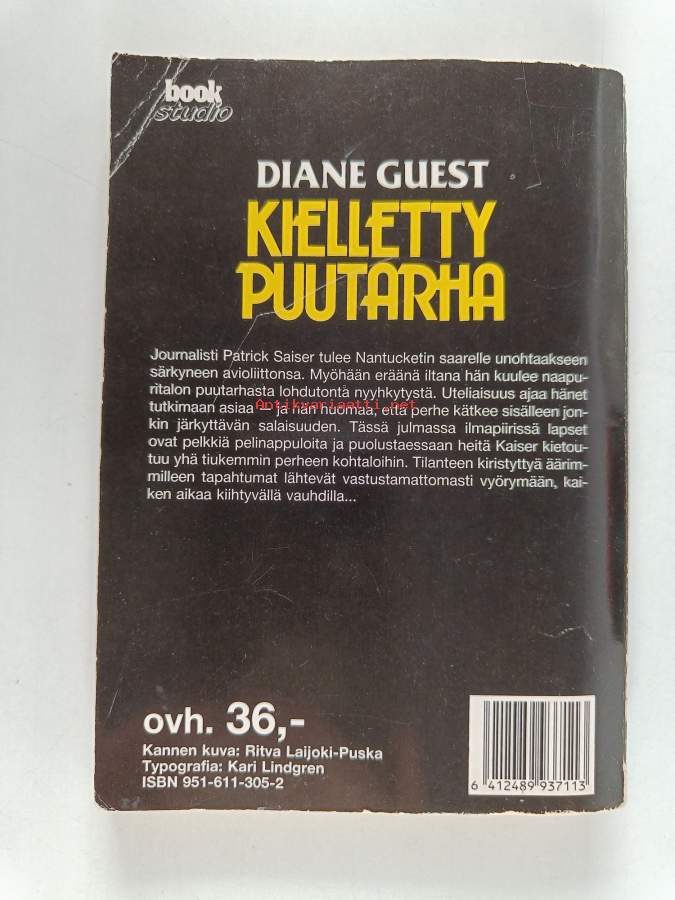 book
studio
DIANE GUEST
KIELLETTY
PUUTARHA
Journalisti Patrick Saiser tulee Nantucketin saarelle unohtaakseen
särkyneen avioliittonsa. Myöhään eräänä iltana hän kuulee naapu-
ritalon puutarhasta lohdutonta nyyhkytystä. Uteliaisuus ajaa hänet
tutkimaan asiaa – ja hän huomaa, että perhe kätkee sisälleen jon-
Antikvariaatti.net
kin järkyttävän salaisuuden. Tässä julmassa ilmapiirissä lapset
ovat pelkkiä pelinappuloita ja puolustaessaan heitä Kaiser kietou-
tuu yhä tiukemmin perheen kohtaloihin. Tilanteen kiristyttyä äärim-
milleen tapahtumat lähtevät vastustamattomasti vyörymään, kai-
ken aikaa kiihtyvällä vauhdilla...
ovh. 36,-
Kannen kuva: Ritva Laijoki-Puska
Typografia: Kari Lindgren
ISBN 951-611-305-2
6 412489 937113